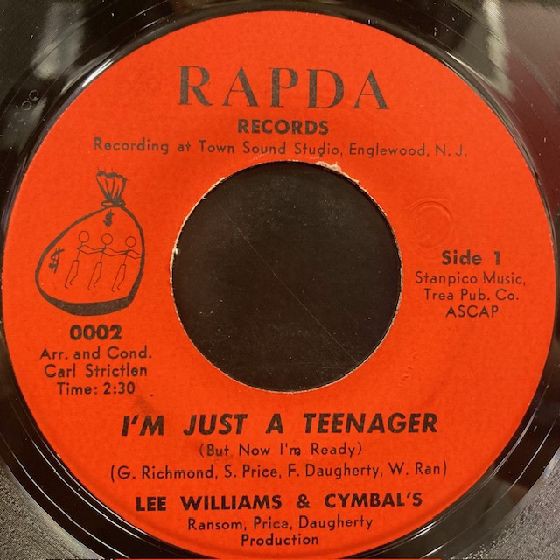 RAPDA
RECORDS
Recording at Town Sound Studio, Englewood, N. J.
$
$
Side 1
Stanpico Music,
Trea Pub. Co.
ASCAP
0002
Arr. and Cond.
Carl Strictlen
Time: 2:30
I'M JUST A TEENAGER
(But, Now I'm Ready)
(G. Richmond, S. Price, F. Daugherty, W. Ran)
LEE WILLIAMS & CYMBAL'S
Ransom, Price, Daugherty
Production